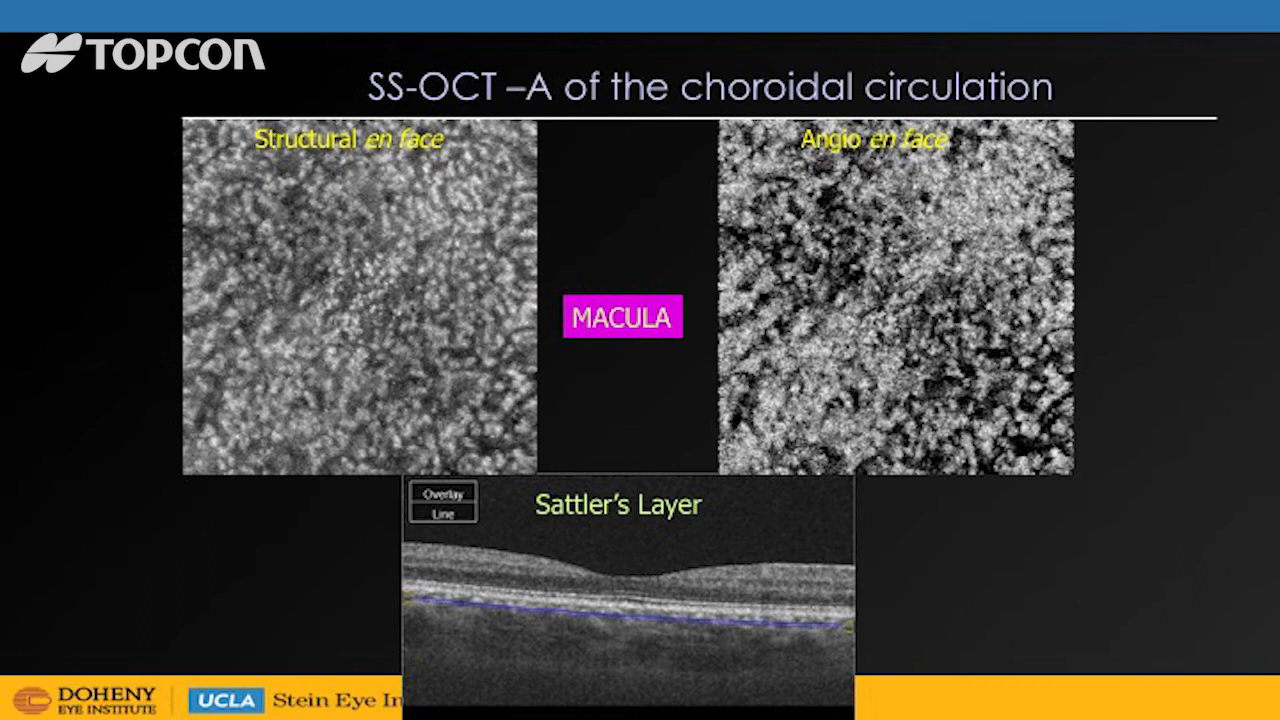 TOPCON
SS-OCT –A of the choroidal circulation
Structural en face
Angio en face
MACULA
Overlay
Line
Sattler's Layer
DOHENY
EYE INSTITUTE
UCLA Stein Eye In